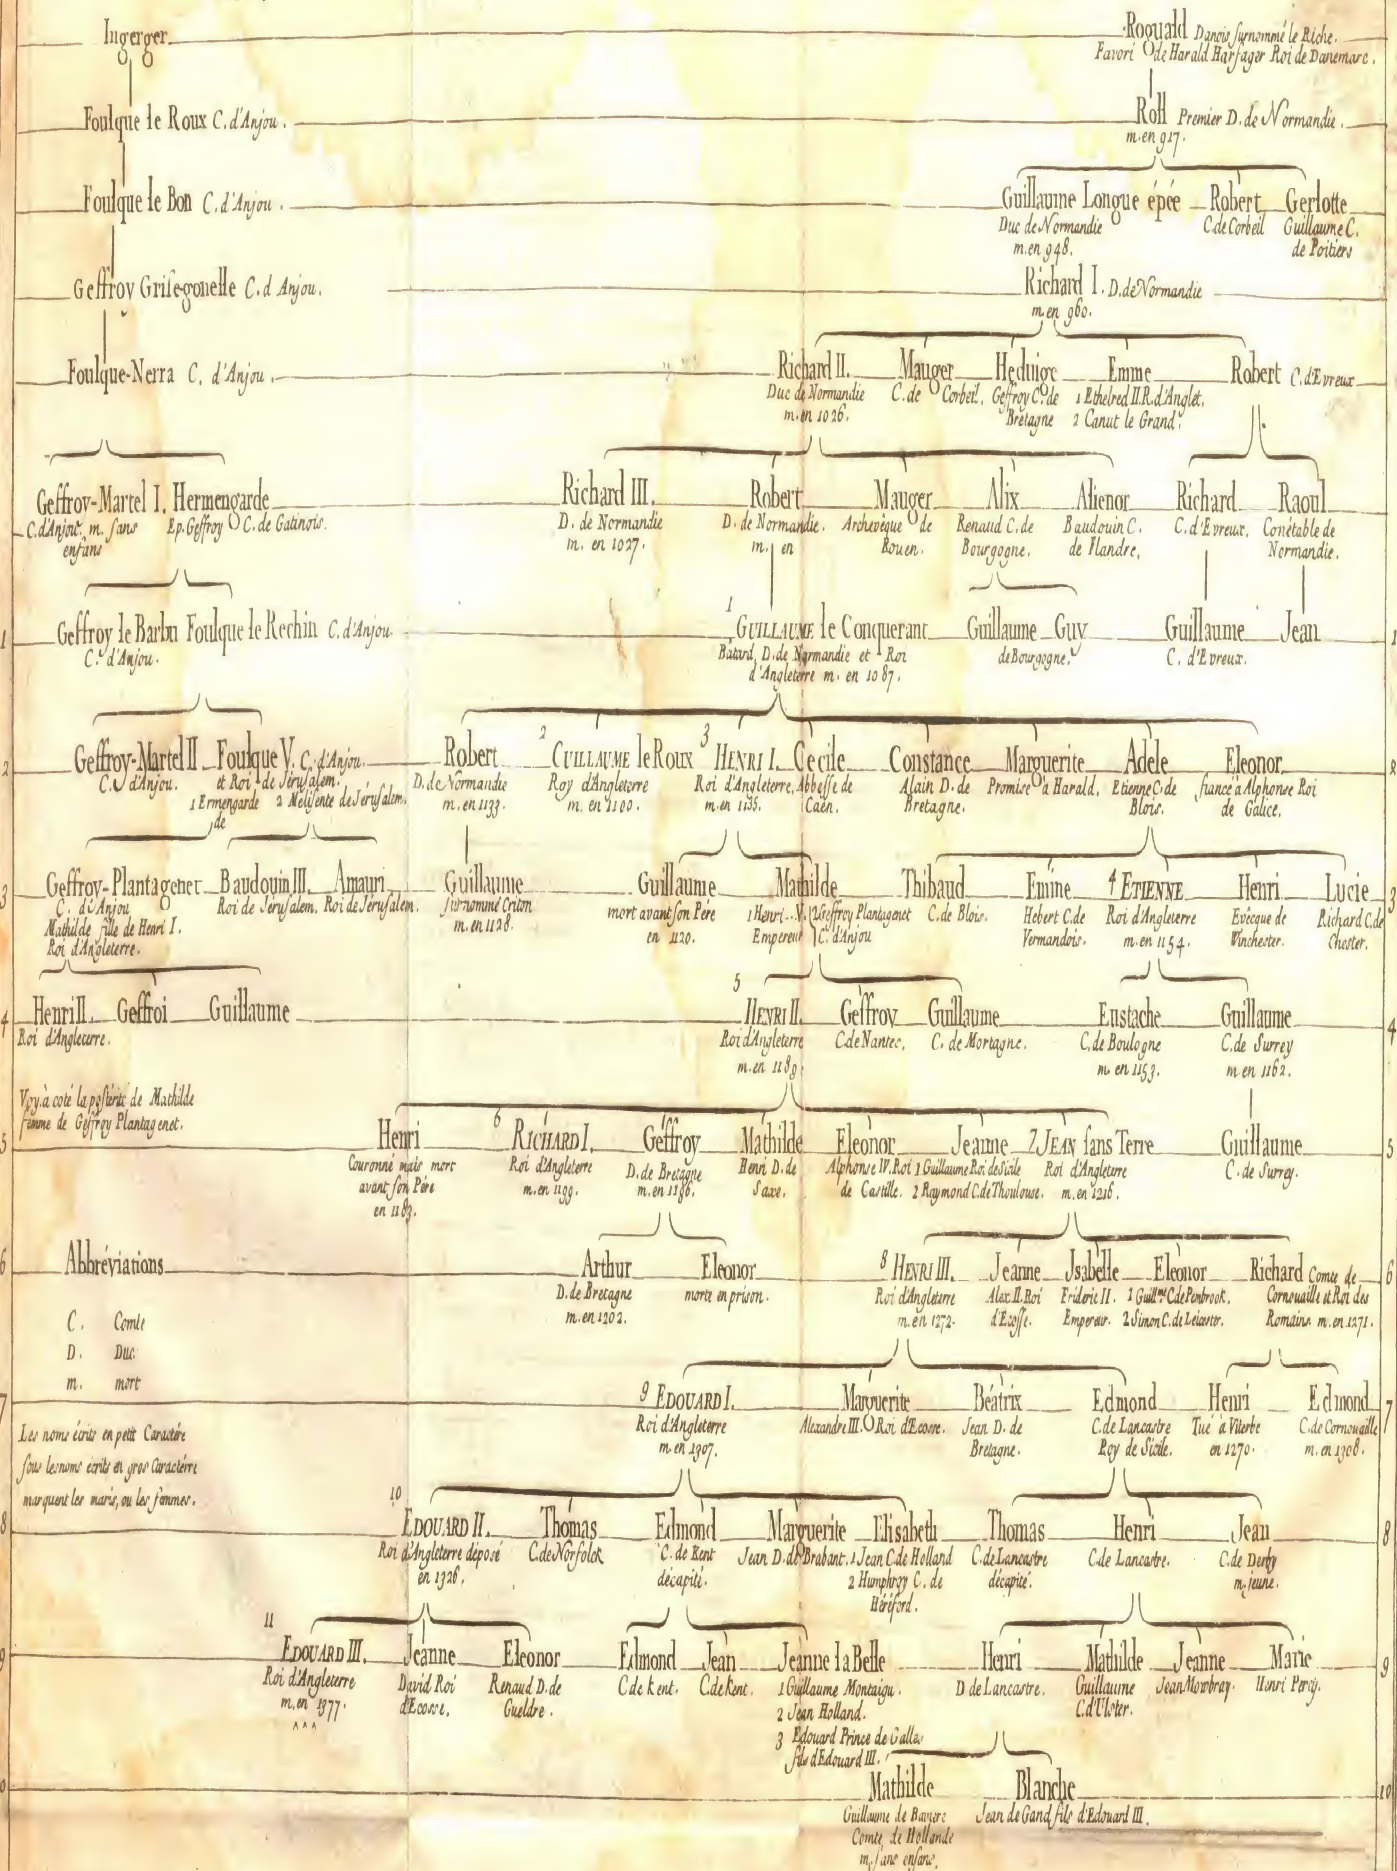 Ingerger
Roguald Danois surnommé le Riche.
Favori de Harald Harfager Roi de Danemarc.
Foulque le Roux C. d'Anjou.
Roll Premier D. de Normandie.
m. en 917.
Foulque le Bon C. d'Anjou.
Guillaume Longue épée Robert Gerlotte
Duc de Normandie C. de Corbeil Guillaume C.
m. en 948. de Poitiers
Geffroy Grisegonelle C. d Anjou.
Richard I. D. de Normandie
m. en 960.
Foulque-Nerra C. d'Anjou.
Richard II. Mauger Heduige Emme Robert C. d'Evreux
Duc de Normandie C. de Corbeil. Geffroy C. de 1 Ethelred II. R. d'Anglet.
m. en 1026. Bretagne 2 Canut le Grand.
Geffroy-Martel I. Hermengarde
C. d'Anjou. m. sans Ep. Geffroy C. de Gatinois.
enfans
Richard III. Robert Mauger Alix Alienor Richard Raoul
D. de Normandie D. de Normandie. Archevêque de Renaud C. de Baudouin C. C. d'Evreux. Conétable de
m. en 1027. m. en Rouen. Bourgogne. de Flandre. Normandie.
1 Geffroy le Barbu Foulque le Rechin C. d'Anjou.
C. d'Anjou.
1 GUILLAUME le Conquerant Guillaume Guy Guillaume Jean 1
Batard, D. de Normandie et Roi de Bourgogne. C. d'Evreux.
d'Angleterre m. en 1087.
2 Geffroy-Martel II Foulque V. C. d'Anjou
C. d'Anjou. et Roi de Jérusalem.
1 Ermengarde 2 Melisente de Jérusalem.
de
Robert 2 GUILLAUME le Roux 3 HENRI I. Cecile Constance Marguerite Adele Eleonor 2
D. de Normandie Roy d'Angleterre Roi d'Angleterre. Abbesse de Alain D. de Promise à Harald. Etienne C. de fiancé à Alphonse Roi
m. en 1133. m. en 1100. m. en 1135. Caën. Bretagne. Blois. de Galice.
3 Geffroy-Plantagenet Baudouin III. Amauri
C. d'Anjou Roi de Jérusalem. Roi de Jérusalem.
Mathilde fille de Henri I.
Roi d'Angleterre.
Guillaume Guillaume Mathilde Thibaud Emine 4 ETIENNE Henri Lucie 3
surnommé Criton mort avant son Pere 1 Henri V. 2 Geffroy Plantagenet C. de Blois. Hebert C. de Roi d'Angleterre Evêcque de Richard C. de
m. en 1128. en 1120. Empereur C. d'Anjou Vermandois. m. en 1154. Winchester. Chester.
4 Henri II. Geffroi Guillaume
Roi d'Angleterre.
5 HENRI II. Geffroy Guillaume Eustache Guillaume 4
Roi d'Angleterre C. de Nantes. C. de Mortagne. C. de Boulogne C. de Surrey
m. en 1189. m. en 1153. m. en 1162.
Voy. à coté la postérité de Mathilde
femme de Geffroy Plantagenet.
5 Henri 6 RICHARD I. Geffroy Mathilde Eleonor Jeanne 7 JEAN sans Terre Guillaume 5
Couronné mais mort Roi d'Angleterre D. de Bretagne Henri D. de Alphonse IV. Roi 1 Guillaume Roi de Sicile Roi d'Angleterre C. de Surrey.
avant son Pére m. en 1199. m. en 1186. Saxe. de Castille. 2 Raymond C. de Thoulouse. m. en 1216.
en 1183.
6 Abbréviations
Arthur Eleonor 8 HENRI III. Jeanne Jsabelle Eleonor Richard Comte de 6
D. de Bretagne morte en prison. Roi d'Angleterre Alex. II. Roi Frideric II. 1 Guill.me C. de Penbrook. Cornouaille et Roi des
m. en 1202. m. en 1272. d'Ecosse. Empereur. 2 Simon C. de Leicester. Romains. m. en 1271.
C. Comte
D. Duc
m. mort
7 9 EDOUARD I. Marguerite Béatrix Edmond Henri Edmond 7
Roi d'Angleterre Alexandre III. Roi d'Ecosse. Jean D. de C. de Lancastre Tué à Viterbe C. de Cornouaille
m. en 1307. Bretagne. Roy de Sicile. en 1270. m. en 1308.
Les noms écrits en petit Caractére
sous les noms écrits en gros Caractérre
marquent les maris, ou les femmes.
8 10 EDOUARD II. Thomas Edmond Marguerite Elisabeth Thomas Henri Jean 8
Roi d'Angleterre déposé C. de Norfolck C. de Kent Jean D. de Brabant. 1 Jean C. de Holland C. de Lancastre C. de Lancastre. C. de Derby
en 1326. décapité. 2 Humphroy C. de décapité. m. jeune.
Héréford.
9 11 EDOUARD III. Jeanne Eleonor Edmond Jean Jeanne la Belle Henri Mathilde Jeanne Marie 9
Roi d'Angleterre David Roi Renaud D. de C. de Kent. C. de Kent. 1 Guillaume Montaigu. D. de Lancastre. Guillaume Jean Mowbray. Henri Percy.
m. en 1377. d'Ecosse. Gueldre. 2 Jean Holland. C. d'Ulster.
3 Edouard Prince de Galles
fils d'Edouard III.
Mathilde Blanche 10
Guillaume de Baviere Jean de Gand fils d'Edouard III.
Comte de Hollande
m. sans enfans.